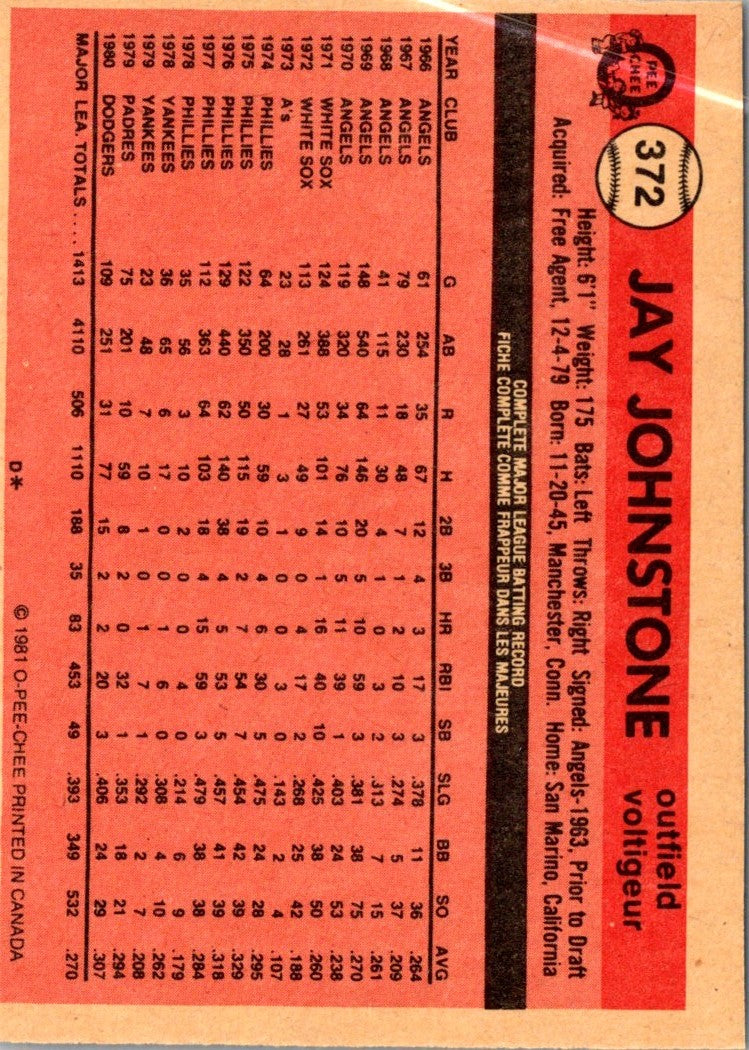 O PEE CHEE
372
JAY JOHNSTONE
outfield
voltigeur
Height: 6'1" Weight: 175 Bats: Left Throws: Right Signed: Angels-1963, Prior to Draft
Acquired: Free Agent, 12-4-79 Born: 11-20-45, Manchester, Conn. Home: San Marino, California
COMPLETE MAJOR LEAGUE BATTING RECORD
FICHE COMPLÈTE COMME FRAPPEUR DANS LES MAJEURES
YEAR CLUB G AB R H 2B 3B HR RBI SB SLG BB SO AVG
1966 ANGELS 61 254 35 67 12 4 3 17 3 .378 11 36 .264
1967 ANGELS 79 230 18 48 7 1 2 10 3 .274 5 37 .209
1968 ANGELS 41 115 11 30 4 1 0 3 2 .313 7 15 .261
1969 ANGELS 148 540 64 146 20 5 10 59 3 .381 38 75 .270
1970 ANGELS 119 320 34 76 10 5 11 39 1 .403 24 53 .238
1971 WHITE SOX 124 388 53 101 14 1 16 40 10 .425 38 50 .260
1972 WHITE SOX 113 261 27 49 9 0 4 17 2 .268 25 42 .188
1973 A's 23 28 1 3 1 0 0 3 0 .143 2 4 .107
1974 PHILLIES 64 200 30 59 10 4 6 30 5 .475 24 28 .295
1975 PHILLIES 122 350 50 115 19 2 7 54 7 .454 42 39 .329
1976 PHILLIES 129 440 62 140 38 4 5 53 5 .457 41 39 .318
1977 PHILLIES 112 363 64 103 18 4 15 59 3 .479 38 38 .284
1978 PHILLIES 35 56 3 10 2 0 0 4 0 .214 6 9 .179
1978 YANKEES 36 65 6 17 0 0 1 6 0 .308 4 10 .262
1979 YANKEES 23 48 7 10 1 0 1 7 1 .292 2 7 .208
1979 PADRES 75 201 10 59 8 2 0 32 1 .353 18 21 .294
1980 DODGERS 109 251 31 77 15 2 2 20 3 .406 24 29 .307
MAJOR LEA. TOTALS .... 1413 4110 506 1110 188 35 83 453 49 .393 349 532 .270
D* © 1981 O-PEE-CHEE PRINTED IN CANADA